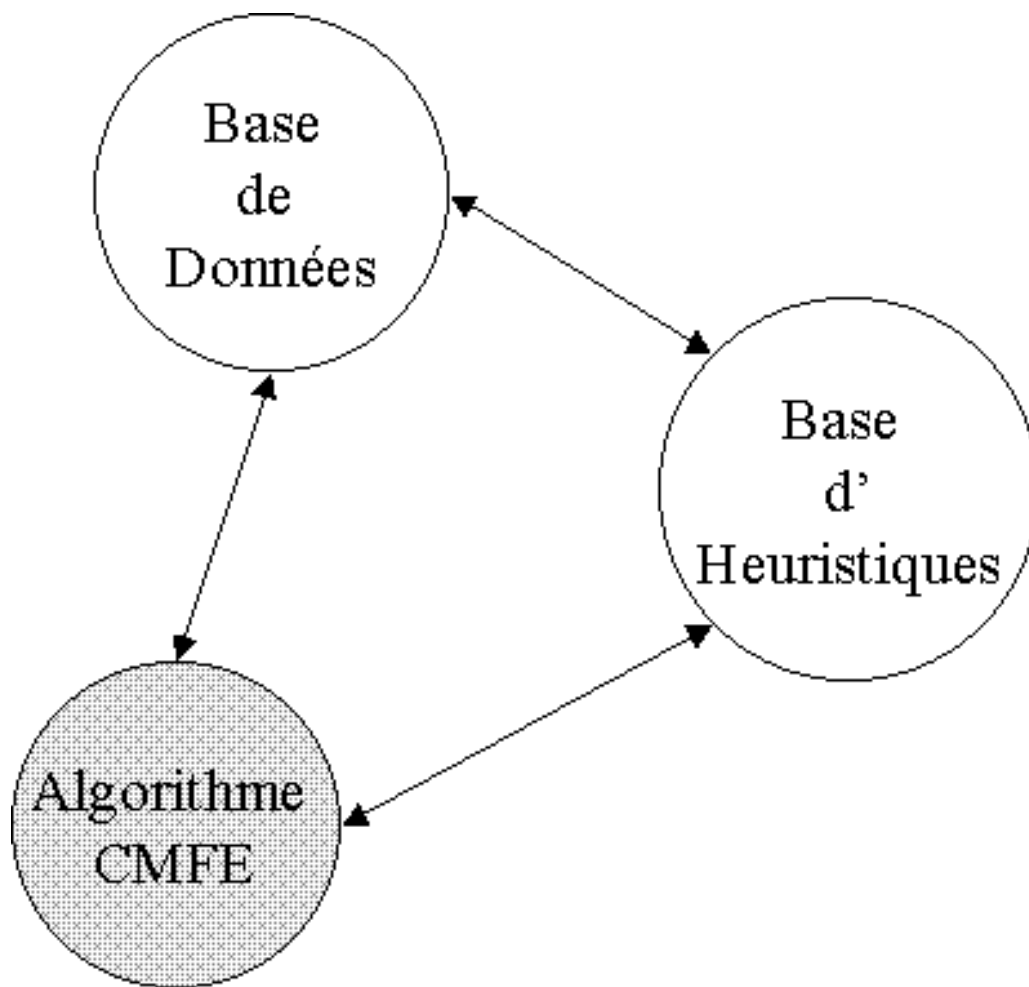 Base
de
Données
Base
d’
Heuristiques
Algorithme
CMFE